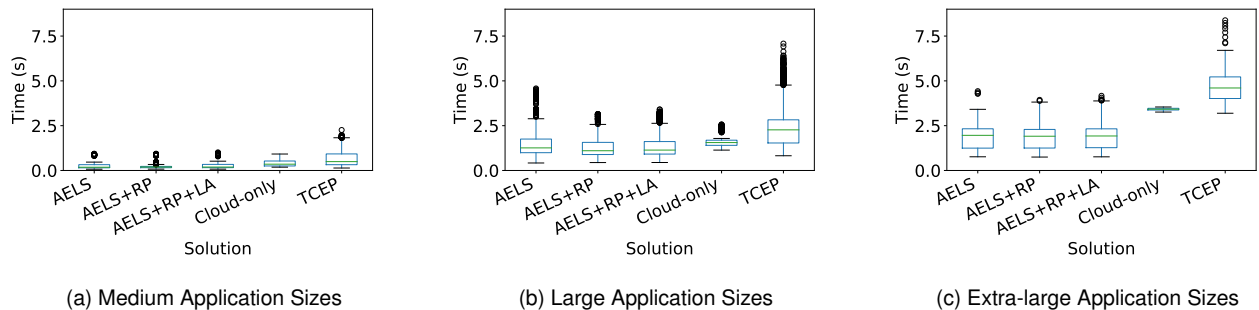 Time (s)
7.5
5.0
2.5
0.0
AELS
AELS+RP
AELS+RP+LA
Cloud-only
TCEP
Solution
(a) Medium Application Sizes
Time (s)
7.5
5.0
2.5
0.0
AELS
AELS+RP
AELS+RP+LA
Cloud-only
TCEP
Solution
(b) Large Application Sizes
Time (s)
7.5
5.0
2.5
0.0
AELS
AELS+RP
AELS+RP+LA
Cloud-only
TCEP
Solution
(c) Extra-large Application Sizes